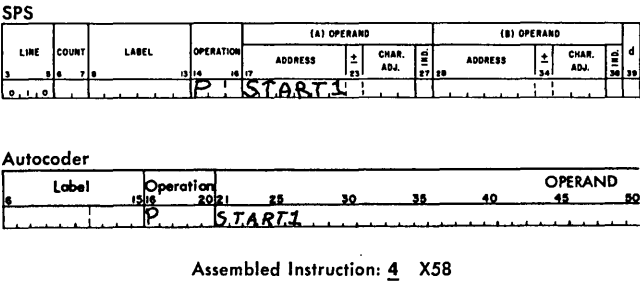 SPS
(A) OPERAND (B) OPERAND
LINE COUNT LABEL OPERATION ADDRESS ± CHAR. ADJ. IND. ADDRESS ± CHAR. ADJ. IND. d
3 5 6 7 8 13 14 16 17 23 27 28 34 38 39
0 1 0 P START1
Autocoder
Label Operation OPERAND
6 15 16 20 21 25 30 35 40 45 50
P START1
Assembled Instruction: 4 X58